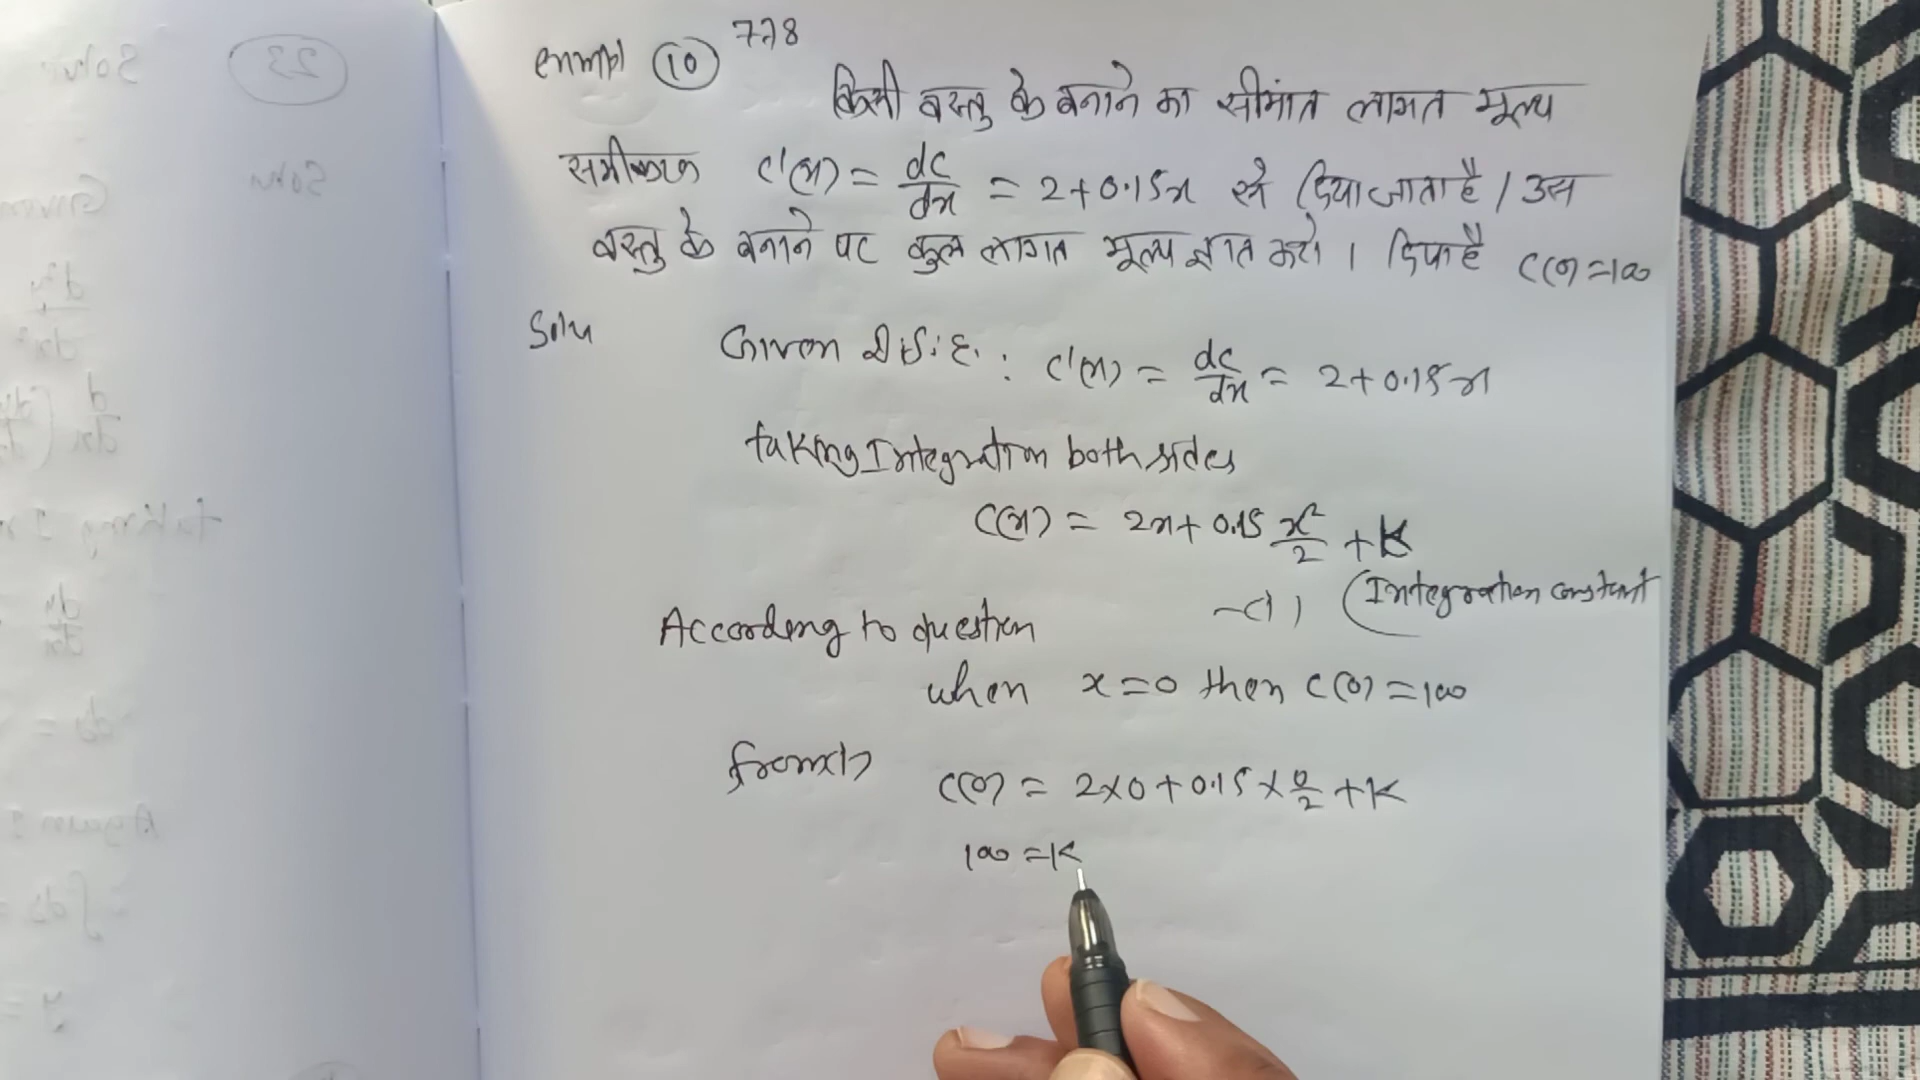 10 778
किसी वस्तु के बनाने का सीमांत लागत मूल्य
समीकरण C'(x) = dc/dx = 2+0.15x से दिया जाता है। उस
वस्तु के बनाने पर कुल लागत मूल्य ज्ञात करो। दिया है C(0)=100
Soln
Given D.S.E.: C'(x) = dc/dx = 2+0.15x
taking Integration both sides
C(x) = 2x+0.15 x²/2 + K
-(1) (Integration constant
According to question
when x=0 then C(0)=100
from(1) C(0) = 2×0+0.15×0/2+K
100=K